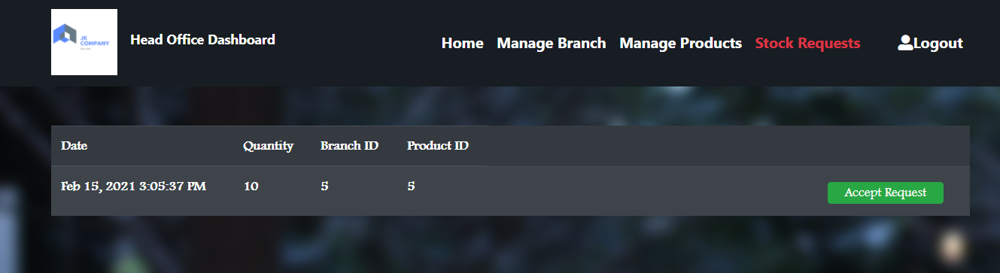 JK
COMPANY
Head Office Dashboard
Home Manage Branch Manage Products Stock Requests Logout
Date Quantity Branch ID Product ID
Feb 15, 2021 3:05:37 PM 10 5 5 Accept Request